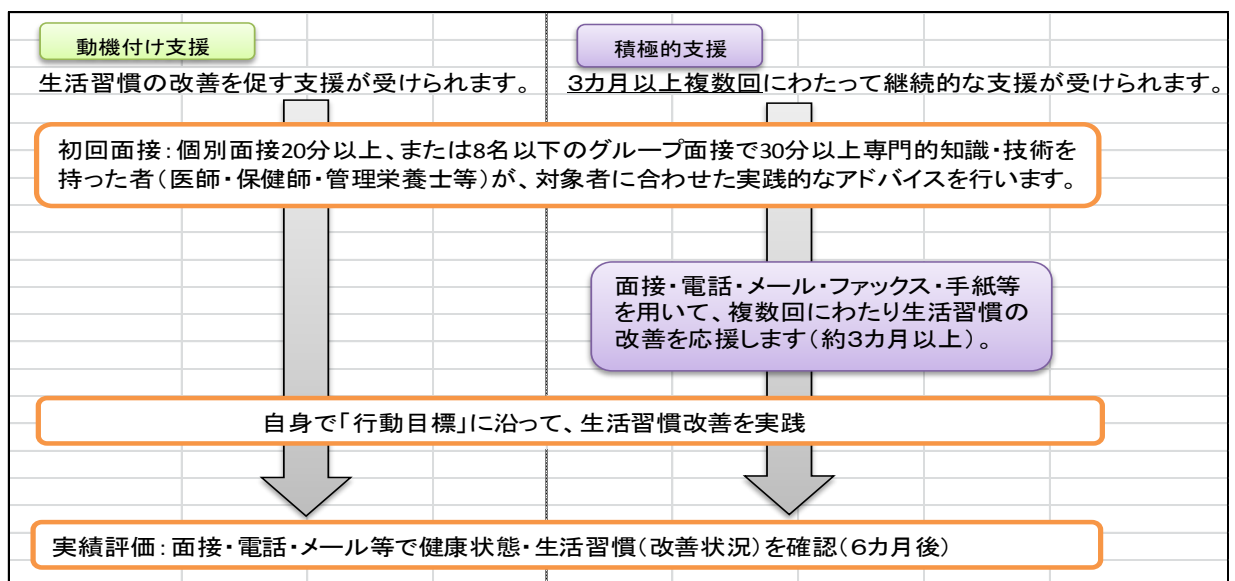 動機付け支援
積極的支援
生活習慣の改善を促す支援が受けられます。
3カ月以上複数回にわたって継続的な支援が受けられます。
初回面接：個別面接20分以上、または8名以下のグループ面接で30分以上専門的知識・技術を
持った者（医師・保健師・管理栄養士等）が、対象者に合わせた実践的なアドバイスを行います。
面接・電話・メール・ファックス・手紙等
を用いて、複数回にわたり生活習慣の
改善を応援します（約3カ月以上）。
自身で「行動目標」に沿って、生活習慣改善を実践
実績評価：面接・電話・メール等で健康状態・生活習慣（改善状況）を確認（6カ月後）